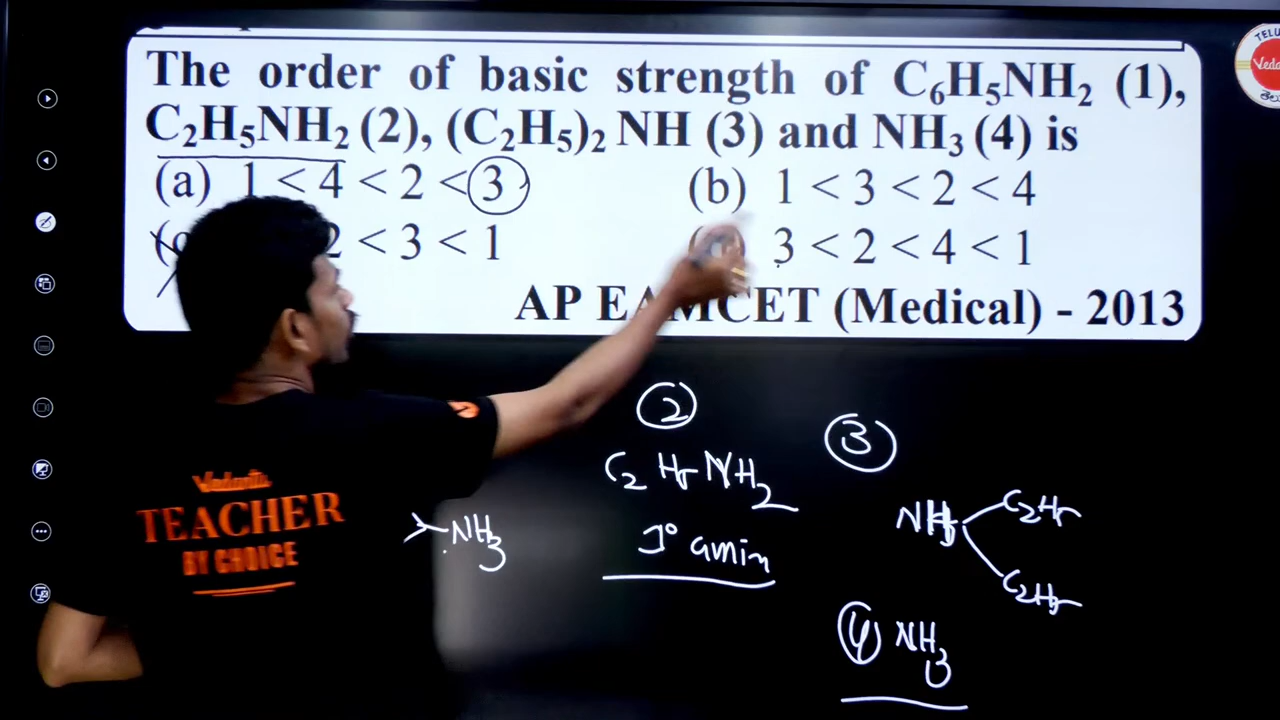 The order of basic strength of C₆H₅NH₂ (1),
C₂H₅NH₂ (2), (C₂H₅)₂ NH (3) and NH₃ (4) is
(a) 1 < 4 < 2 < 3
(b) 1 < 3 < 2 < 4
2 < 3 < 1
3 < 2 < 4 < 1
AP EAMCET (Medical) - 2013
2
C₂H₅NH₂
1° amin
3
C₂H₅
C₂H₅
NH₃
4 NH₃
Vedantu
TEACHER
BY CHOICE